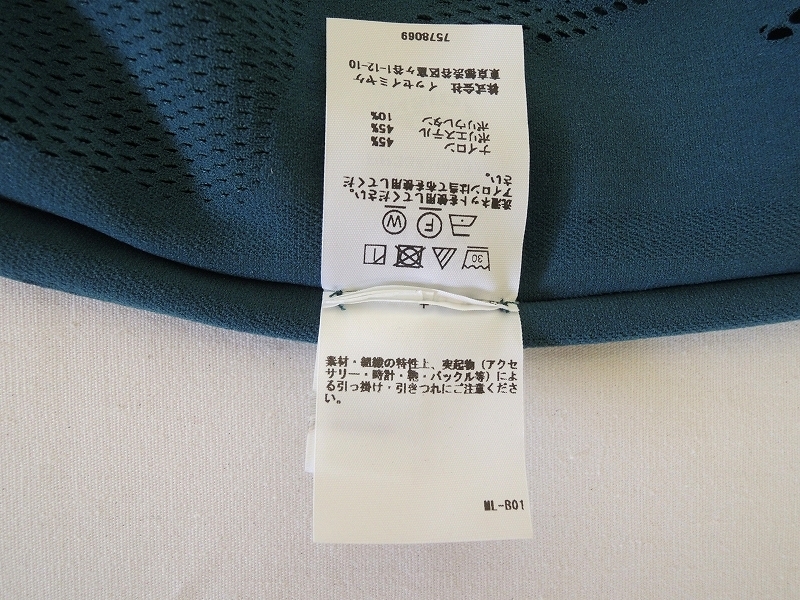 30
F W
洗濯ネットを使用してください。
アイロンは当て布を使用してくだ
さい。
ナイロン 45%
ポリエステル 45%
ポリウレタン 10%
株式会社 イッセイミヤケ
東京都渋谷区富ヶ谷1-12-10
7578069
素材・組織の特性上、突起物(アクセ
サリー・時計・鞄・バックル等)によ
る引っ掛け・引きつれにご注意くださ
い。
ML-B01